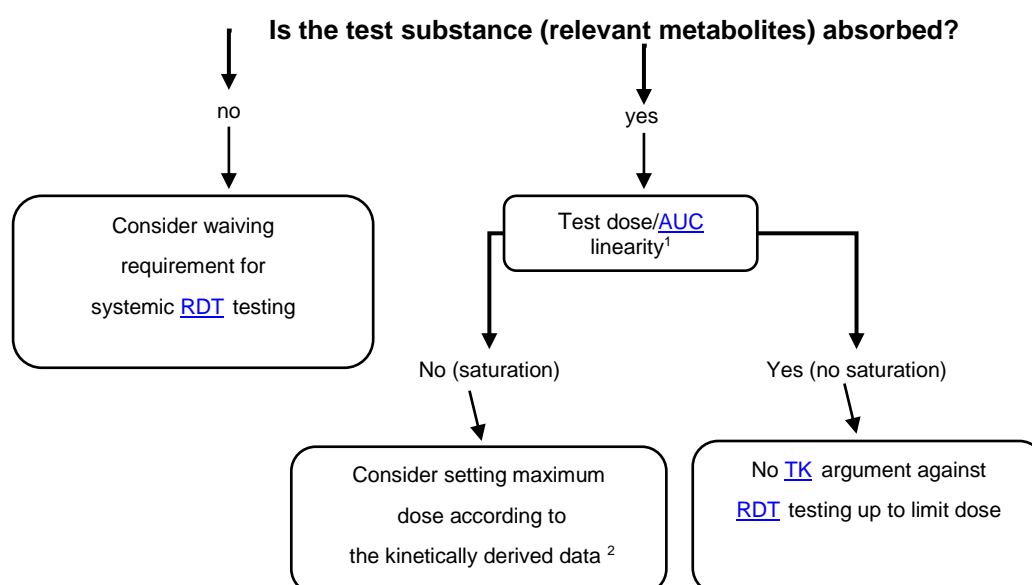 Is the test substance (relevant metabolites) absorbed?
no
yes
Consider waiving
requirement for
systemic RDT testing
Test dose/AUC
linearity¹
No (saturation)
Yes (no saturation)
Consider setting maximum
dose according to
the kinetically derived data ²
No TK argument against
RDT testing up to limit dose